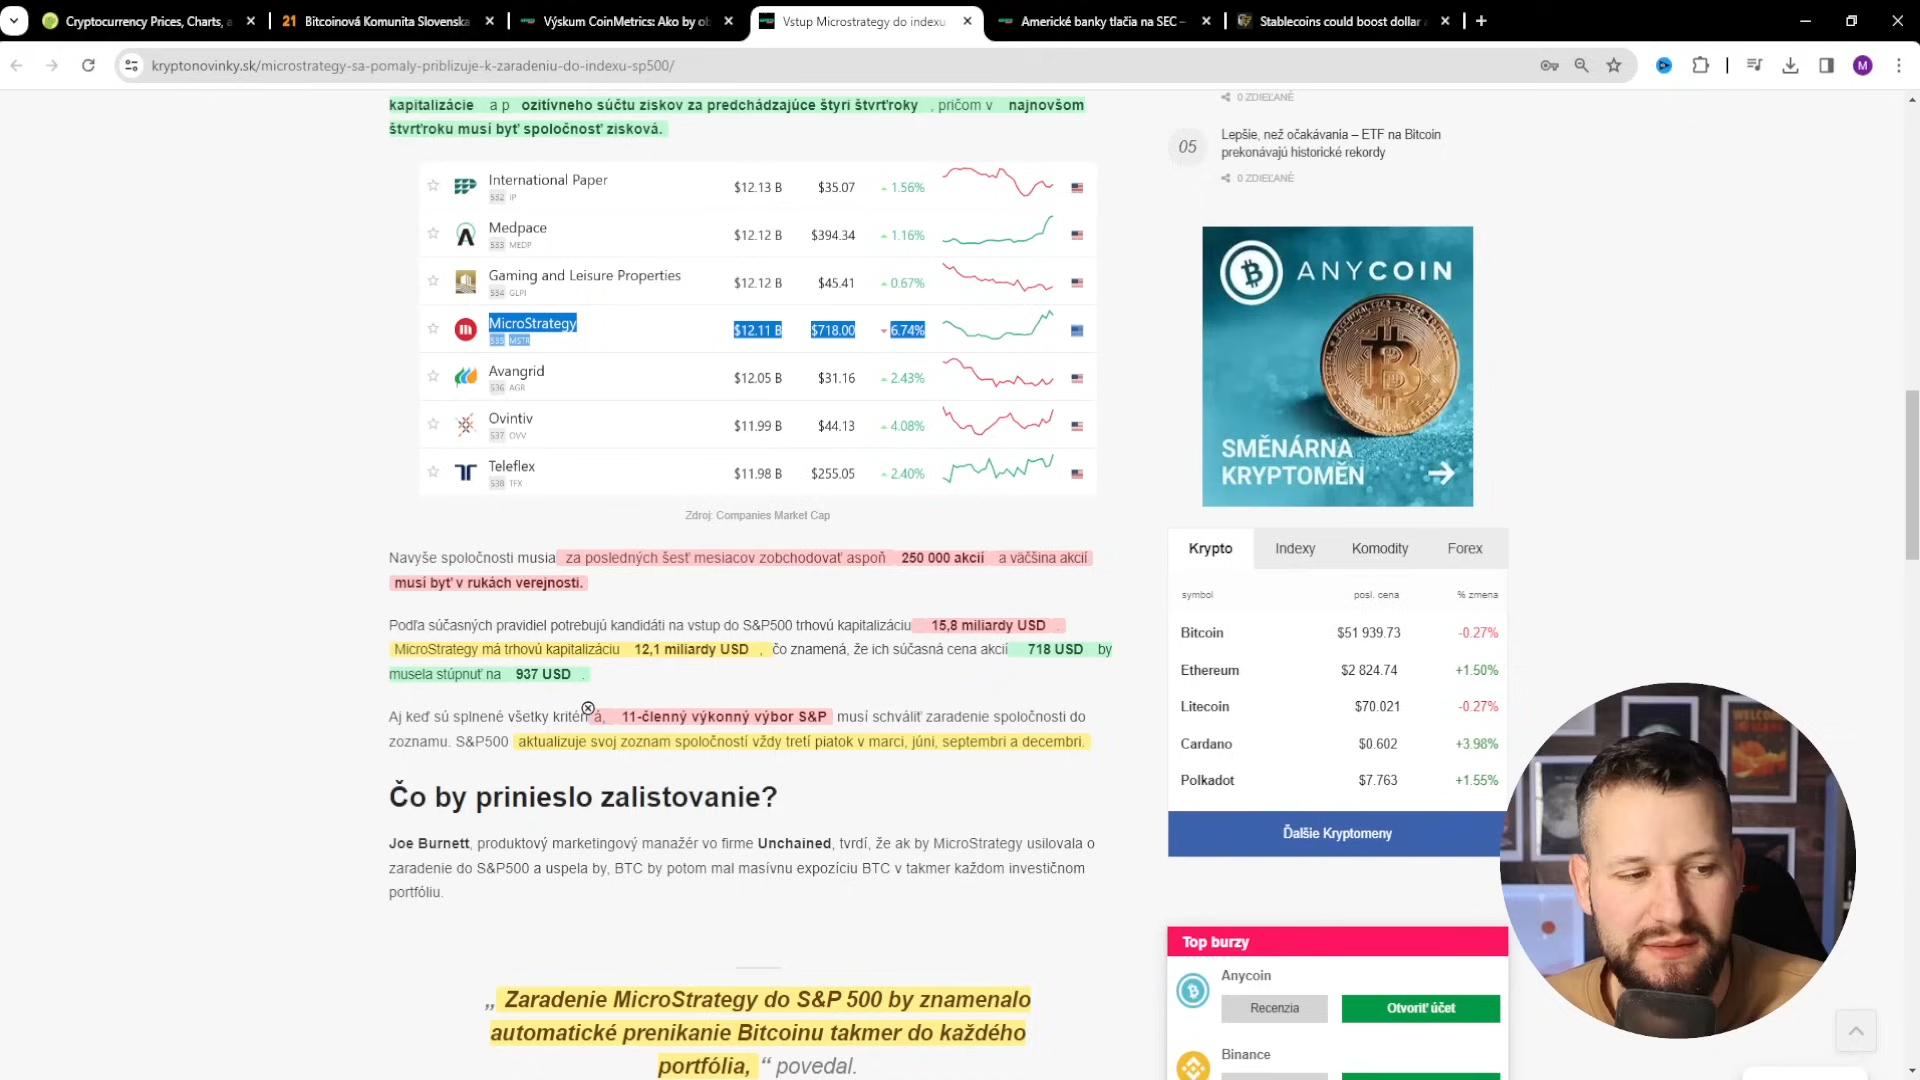 Cryptocurrency Prices, Charts, a
Bitcoinová Komunita Slovenska
Výskum CoinMetrics: Ako by ob
Vstup Microstrategy do indexu
Americké banky tlačia na SEC –
Stablecoins could boost dollar
kryptonovinky.sk/microstrategy-sa-pomaly-priblizuje-k-zaradeniu-do-indexu-sp500/
M
kapitalizácie a p ozitívneho súčtu ziskov za predchádzajúce štyri štvrťroky , pričom v najnovšom
štvrťroku musí byť spoločnosť zisková.
International Paper $12.13 B $35.07 1.56%
532 IP
Medpace $12.12 B $394.34 1.16%
533 MEDP
Gaming and Leisure Properties $12.12 B $45.41 0.67%
534 GLPI
MicroStrategy $12.11 B $718.00 6.74%
535 MSTR
Avangrid $12.05 B $31.16 2.43%
536 AGR
Ovintiv $11.99 B $44.13 4.08%
537 OVV
Teleflex $11.98 B $255.05 2.40%
538 TFX
Zdroj: Companies Market Cap
Navyše spoločnosti musia za posledných šesť mesiacov zobchodovať aspoň 250 000 akcií a väčšina akcií
musí byť v rukách verejnosti.
Podľa súčasných pravidiel potrebujú kandidáti na vstup do S&P500 trhovú kapitalizáciu 15,8 miliardy USD .
MicroStrategy má trhovú kapitalizáciu 12,1 miliardy USD , čo znamená, že ich súčasná cena akcií 718 USD by
musela stúpnuť na 937 USD .
Aj keď sú splnené všetky kritériá, 11-členný výkonný výbor S&P musí schváliť zaradenie spoločnosti do
zoznamu. S&P500 aktualizuje svoj zoznam spoločností vždy tretí piatok v marci, júni, septembri a decembri.
Čo by prinieslo zalistovanie?
Joe Burnett, produktový marketingový manažér vo firme Unchained, tvrdí, že ak by MicroStrategy usilovala o
zaradenie do S&P500 a uspela by, BTC by potom mal masívnu expozíciu BTC v takmer každom investičnom
portfóliu.
„ Zaradenie MicroStrategy do S&P 500 by znamenalo
automatické prenikanie Bitcoinu takmer do každého
portfólia, “ povedal.
0 ZDIEĽANÉ
05
Lepšie, než očakávania – ETF na Bitcoin
prekonávajú historické rekordy
0 ZDIEĽANÉ
ANYCOIN
SMĚNÁRNA
KRYPTOMĚN
Krypto Indexy Komodity Forex
symbol posl. cena % zmena
Bitcoin $51 939.73 -0.27%
Ethereum $2 824.74 +1.50%
Litecoin $70.021 -0.27%
Cardano $0.602 +3.98%
Polkadot $7.763 +1.55%
Ďalšie Kryptomeny
Top burzy
Anycoin
Recenzia Otvoriť účet
Binance